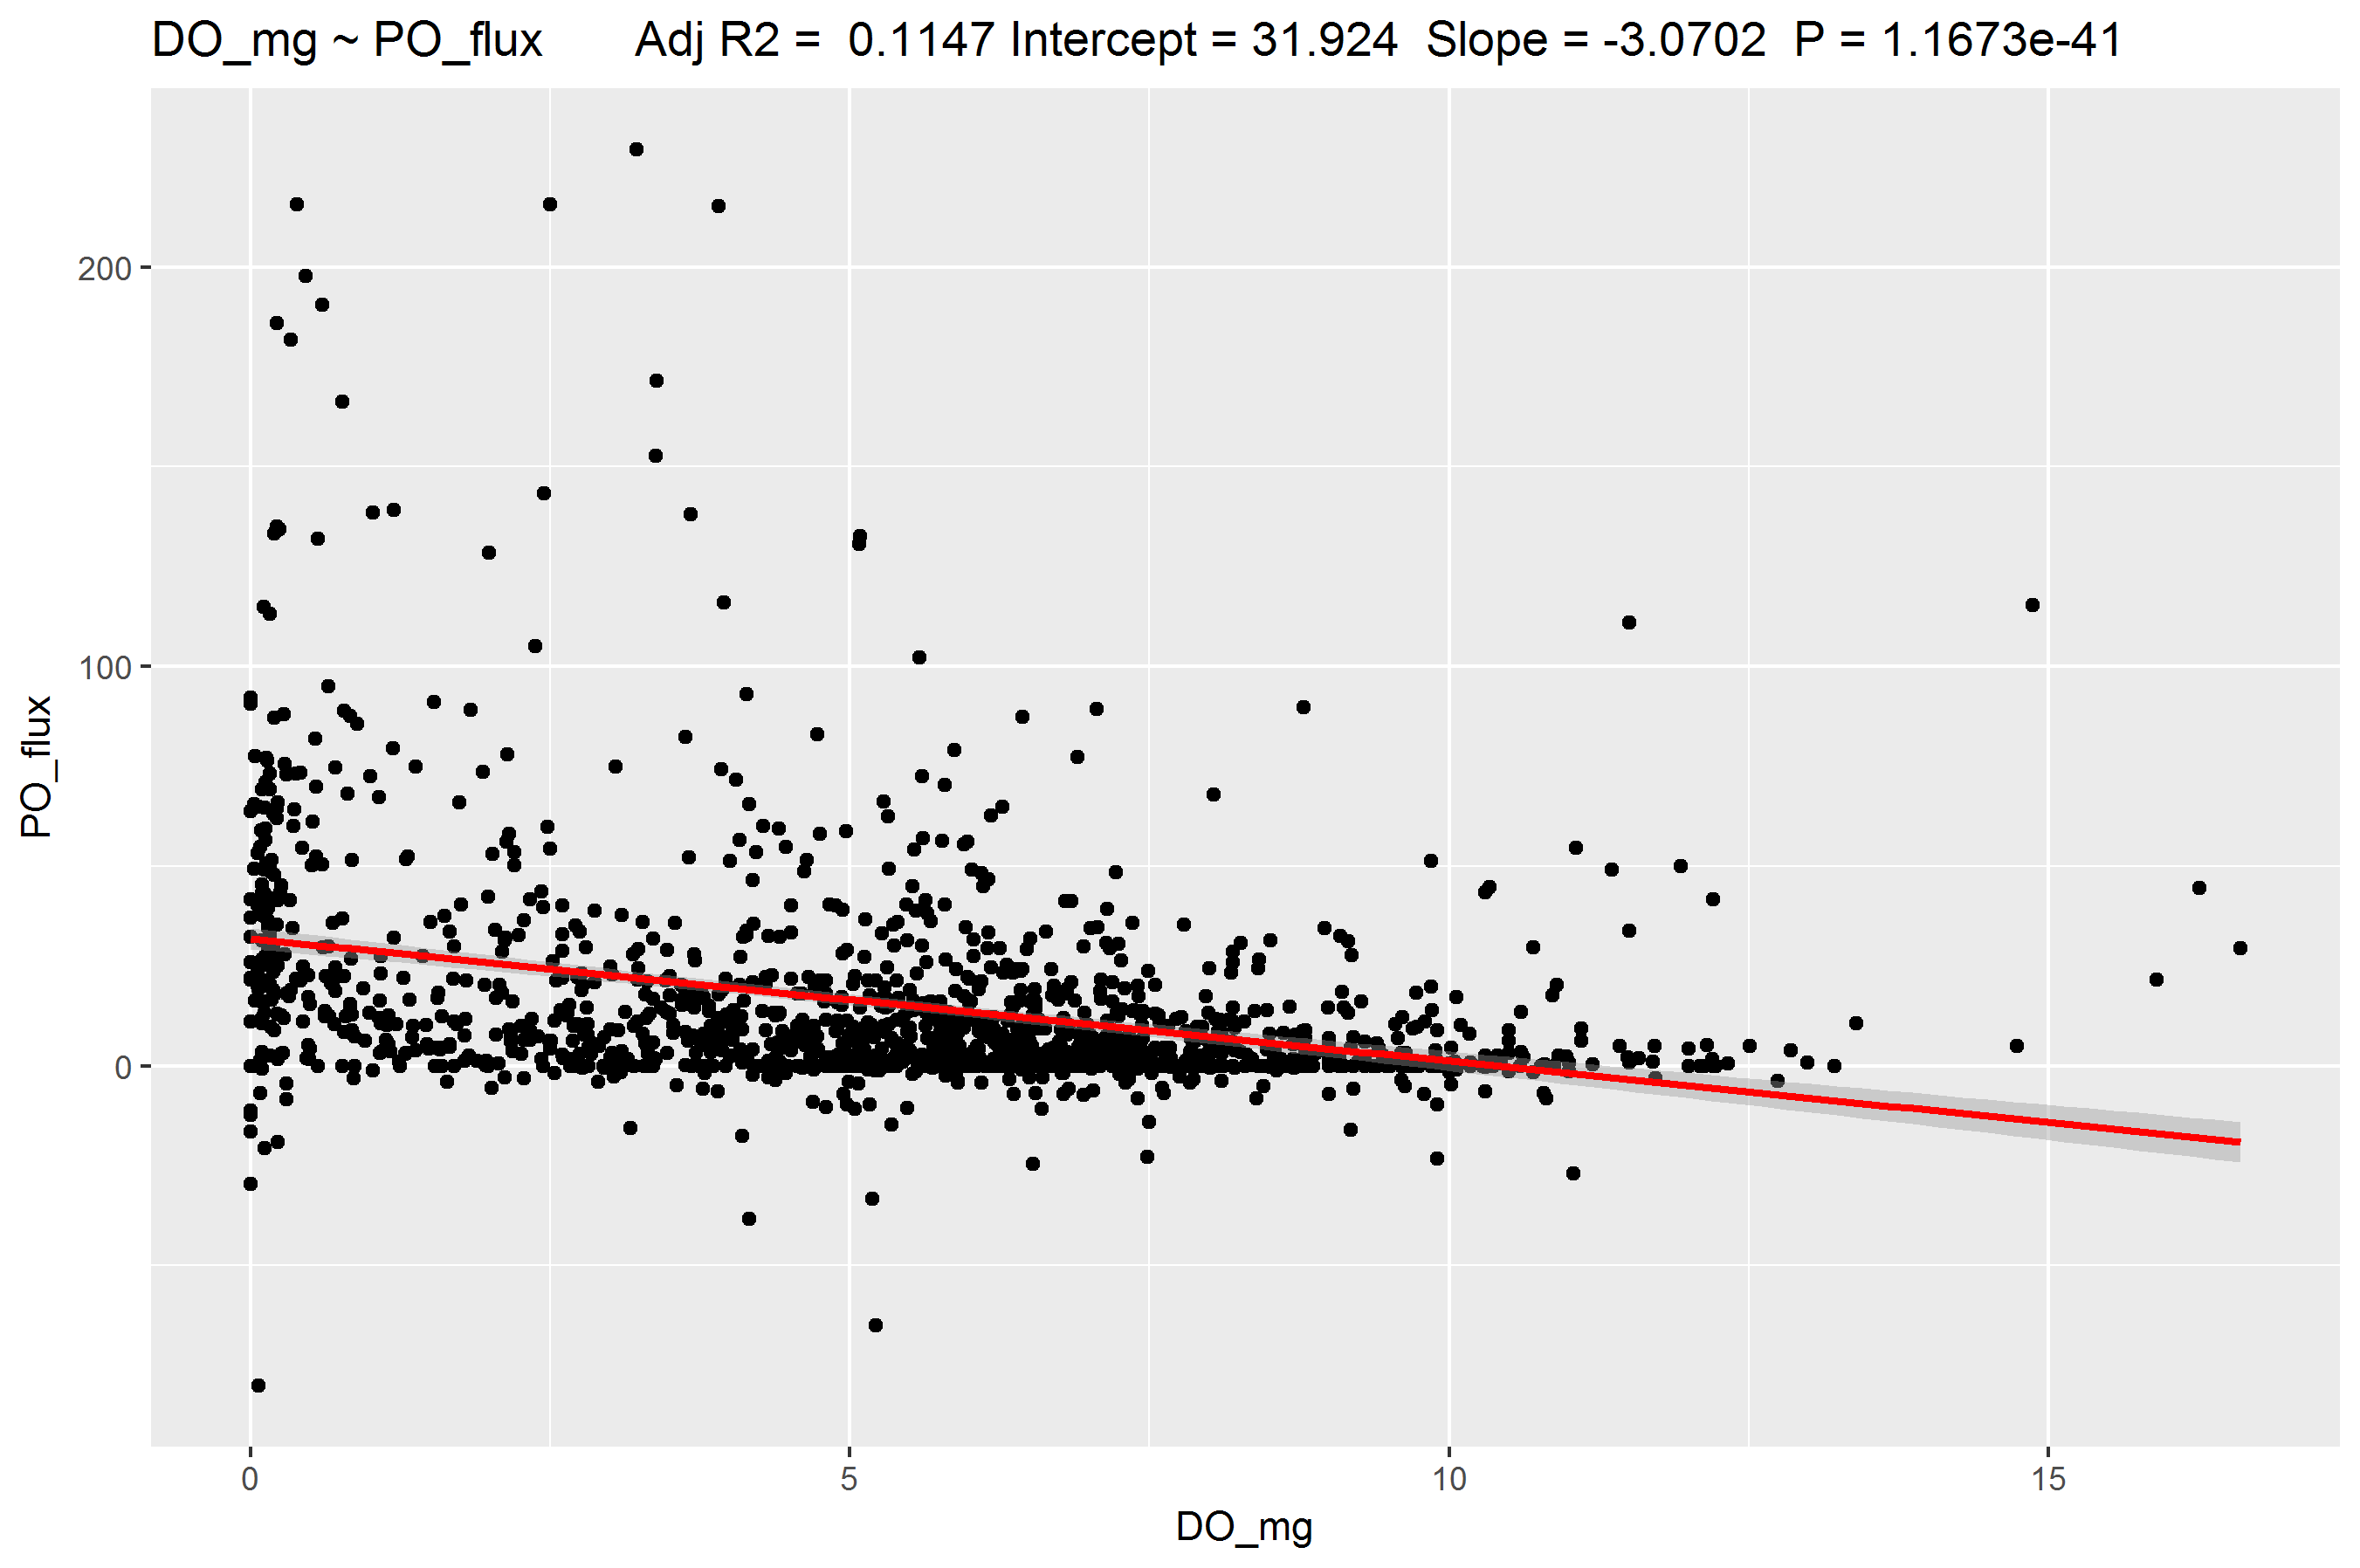 DO_mg ~ PO_flux Adj R2 = 0.1147 Intercept = 31.924 Slope = -3.0702 P = 1.1673e-41
200
100
0
PO_flux
0 5 10 15
DO_mg